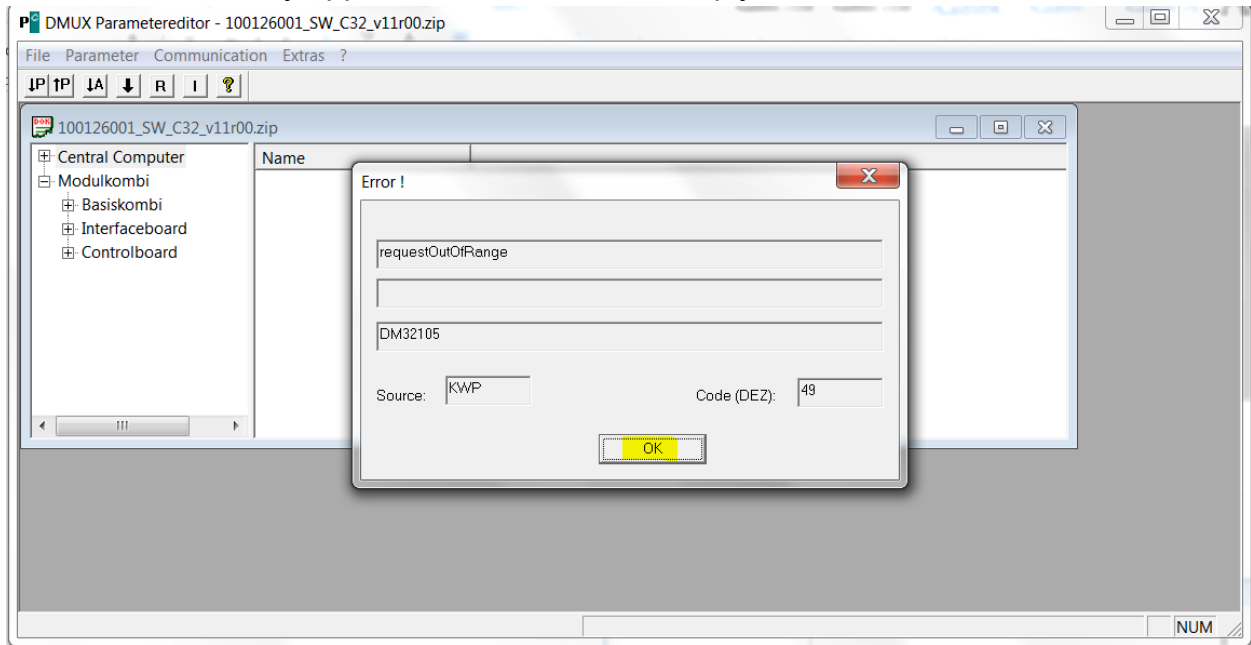 DMUX Parametereditor - 100126001_SW_C32_v11r00.zip
File Parameter Communication Extras ?
↓P ↑P ↓A ⬇ R I ?
100126001_SW_C32_v11r00.zip
Central Computer
Modulkombi
Basiskombi
Interfaceboard
Controlboard
Name
Error !
requestOutOfRange
DM32105
Source: KWP Code (DEZ): 49
OK
NUM